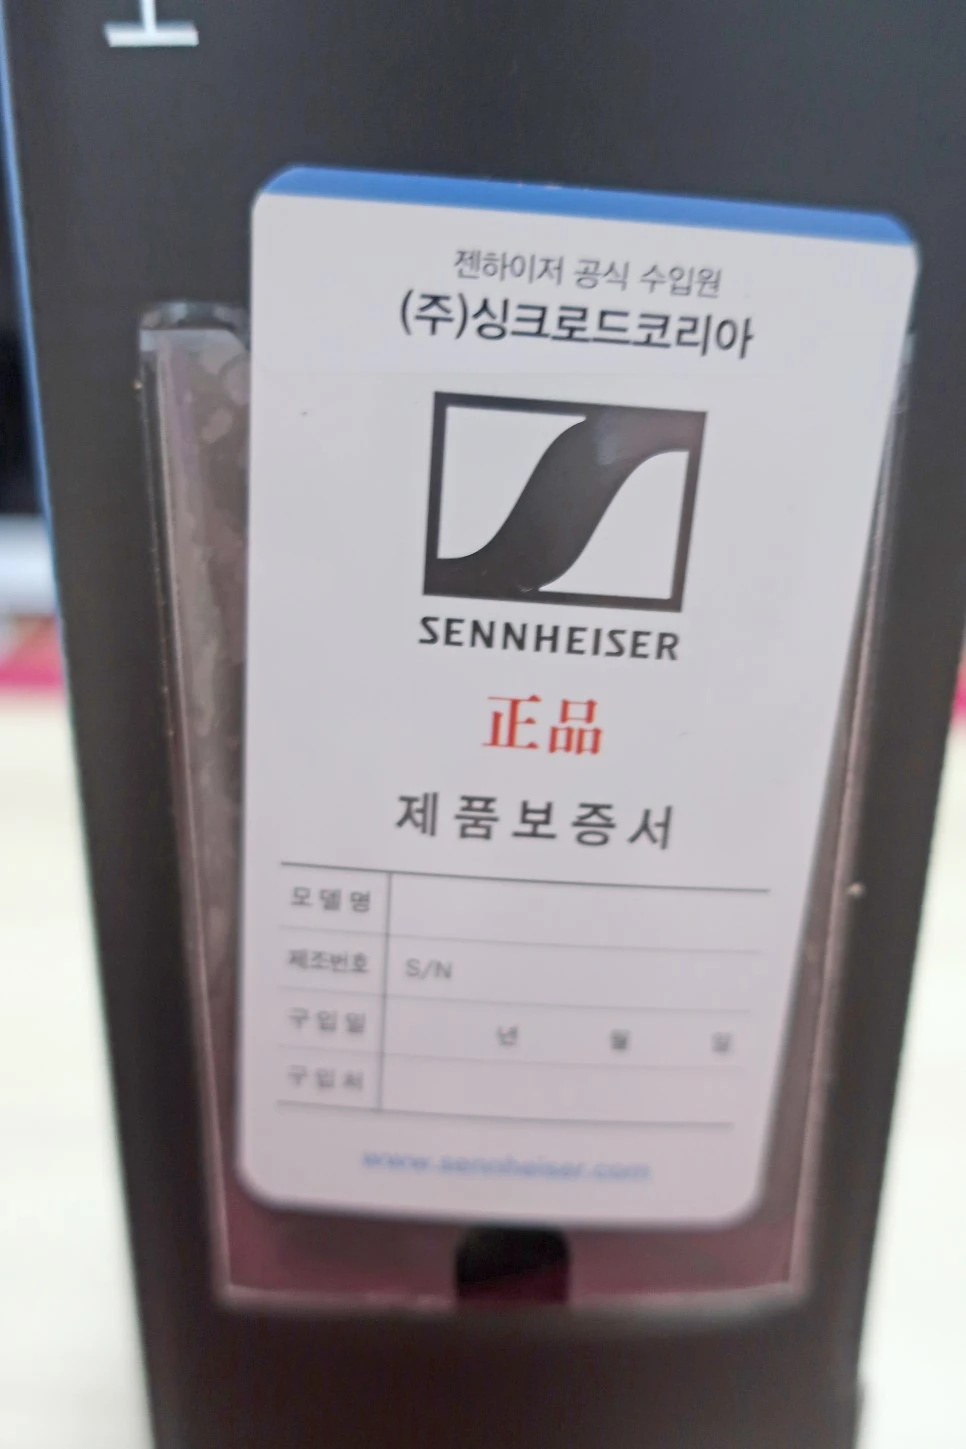 젠하이저 공식 수입원
(주)싱크로드코리아
SENNHEISER
正品
제품보증서
모델명
제조번호 S/N
구입일 년 월 일
구입처
www.sennheiser.com